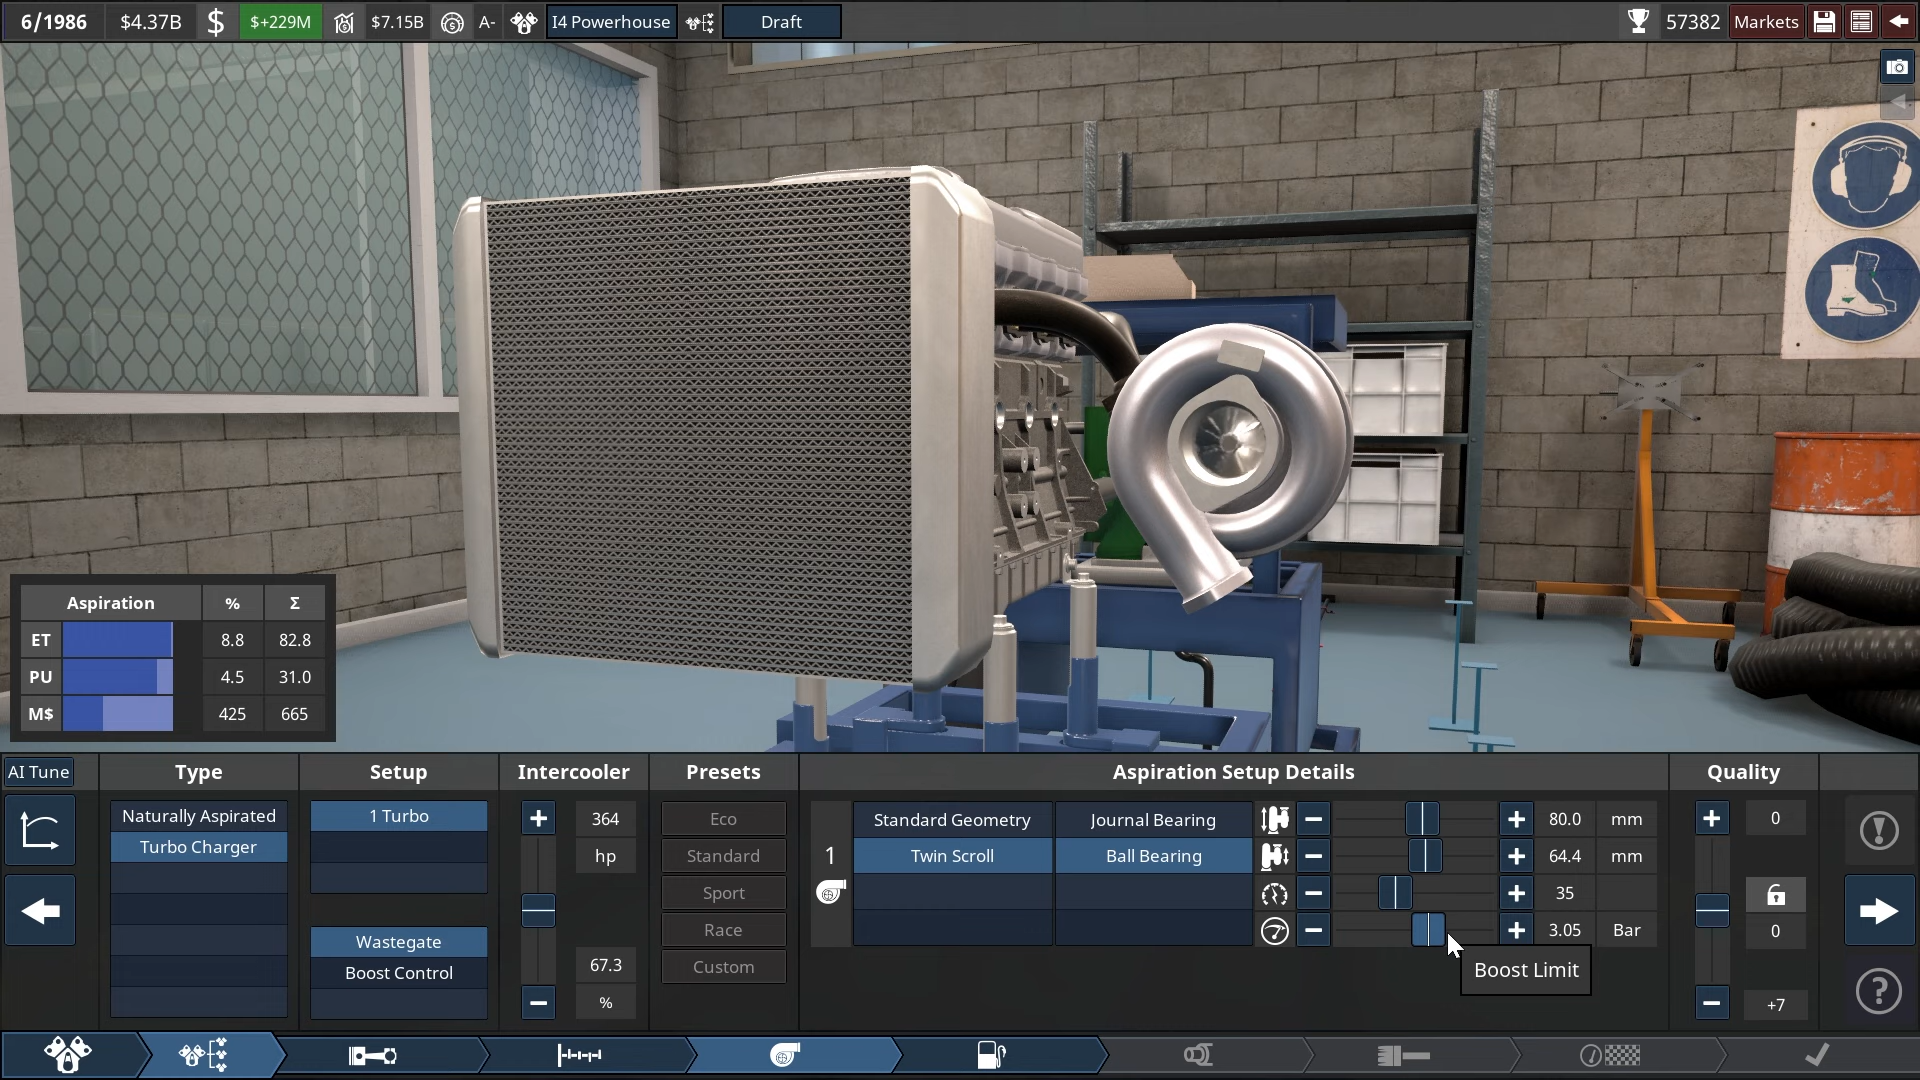 6/1986 $4.37B $ $+229M $7.15B A- I4 Powerhouse Draft 57382 Markets
Aspiration % Σ
ET 8.8 82.8
PU 4.5 31.0
M$ 425 665
AI Tune
Type
Naturally Aspirated
Turbo Charger
Setup
1 Turbo
Wastegate
Boost Control
Intercooler
+ 364
hp
67.3
− %
Presets
Eco
Standard
Sport
Race
Custom
Aspiration Setup Details
1
Standard Geometry
Twin Scroll
Journal Bearing
Ball Bearing
− + 80.0 mm
− + 64.4 mm
− + 35
− + 3.05 Bar
Boost Limit
Quality
+ 0
0
− +7
!
?